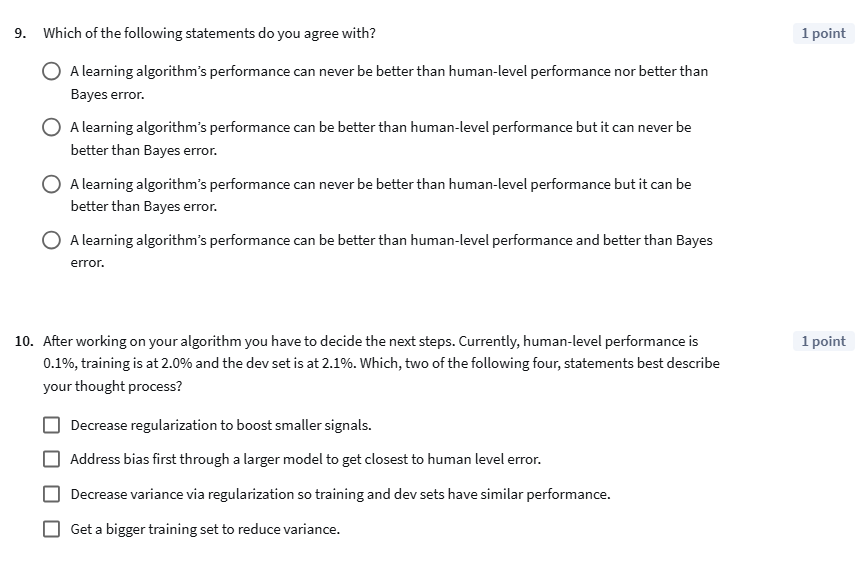 9. Which of the following statements do you agree with? 1 point
A learning algorithm's performance can never be better than human-level performance nor better than
Bayes error.
A learning algorithm's performance can be better than human-level performance but it can never be
better than Bayes error.
A learning algorithm's performance can never be better than human-level performance but it can be
better than Bayes error.
A learning algorithm's performance can be better than human-level performance and better than Bayes
error.
10. After working on your algorithm you have to decide the next steps. Currently, human-level performance is 1 point
0.1%, training is at 2.0% and the dev set is at 2.1%. Which, two of the following four, statements best describe
your thought process?
Decrease regularization to boost smaller signals.
Address bias first through a larger model to get closest to human level error.
Decrease variance via regularization so training and dev sets have similar performance.
Get a bigger training set to reduce variance.